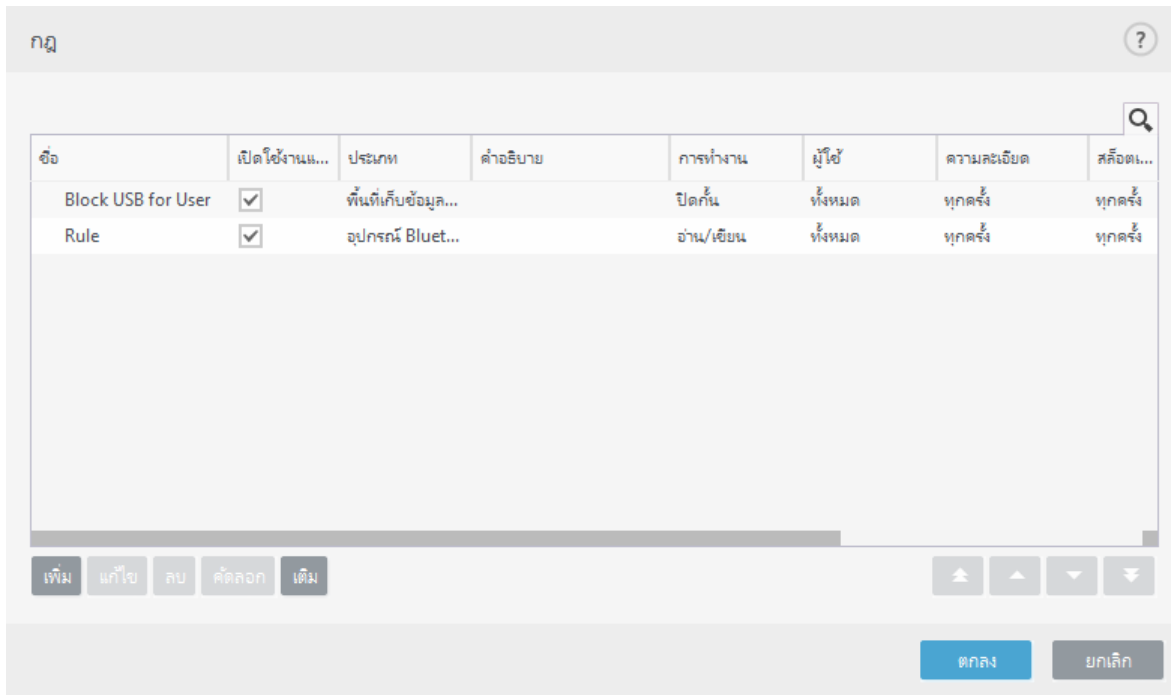 กฎ
?
ชื่อ เปิดใช้งานแ... ประเภท คำอธิบาย การทำงาน ผู้ใช้ ความละเอียด สล็อตเ...
Block USB for User พื้นที่เก็บข้อมูล... ปิดกั้น ทั้งหมด ทุกครั้ง ทุกครั้ง
Rule อุปกรณ์ Bluet... อ่าน/เขียน ทั้งหมด ทุกครั้ง ทุกครั้ง
เพิ่ม แก้ไข ลบ คัดลอก เติม
ตกลง ยกเลิก